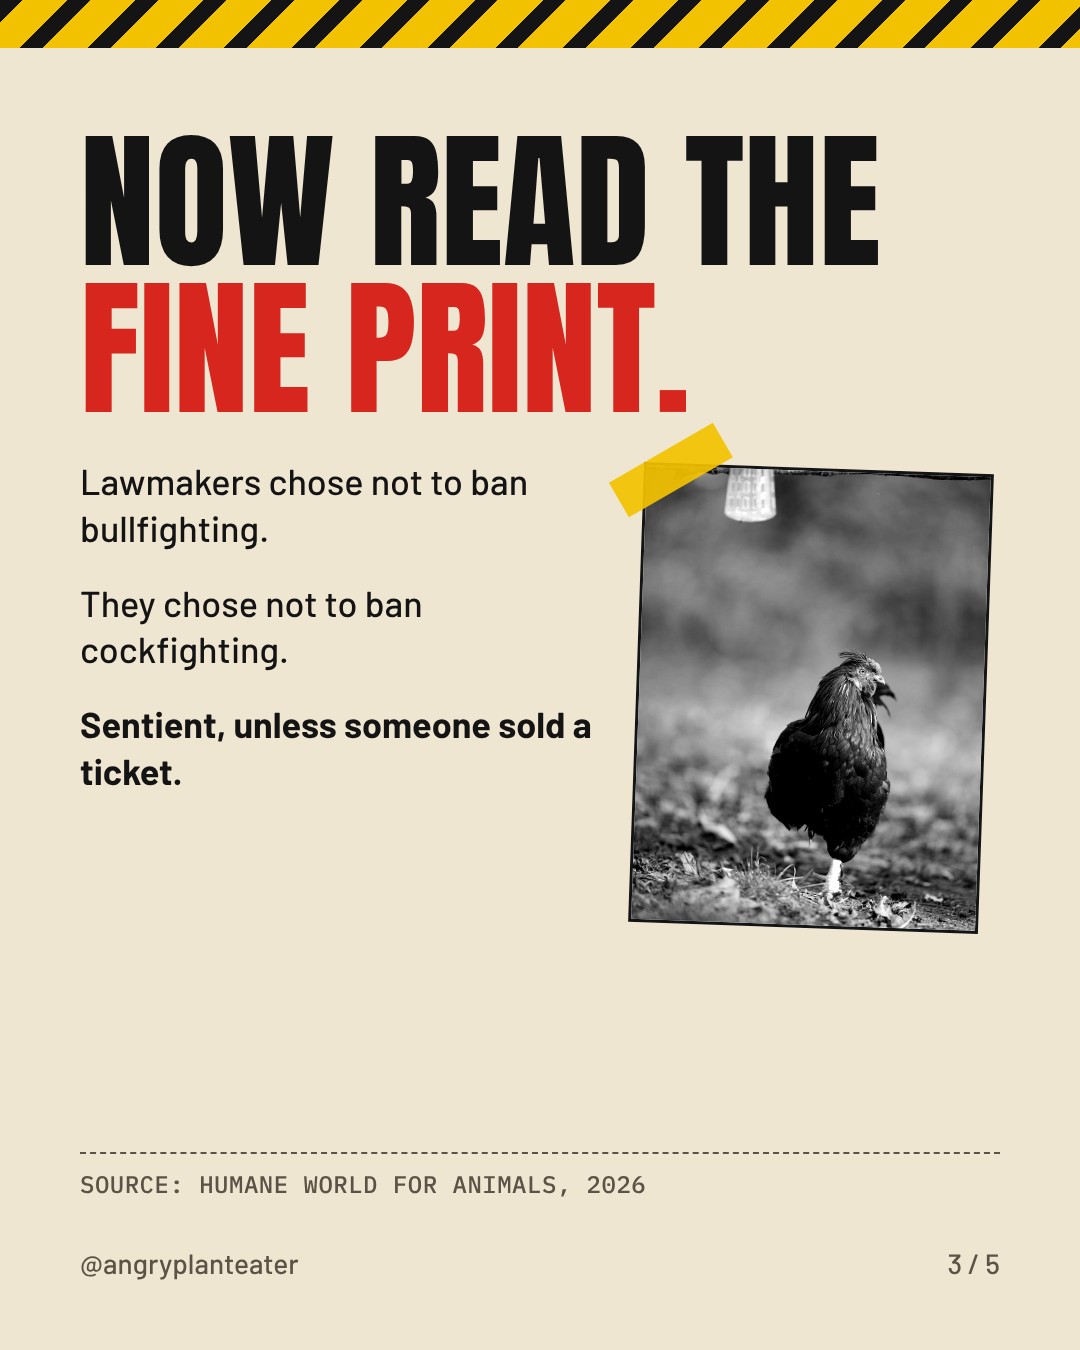 NOW READ THE
FINE PRINT.
Lawmakers chose not to ban
bullfighting.
They chose not to ban
cockfighting.
Sentient, unless someone sold a
ticket.
SOURCE: HUMANE WORLD FOR ANIMALS, 2026
@angryplanteater
3 / 5